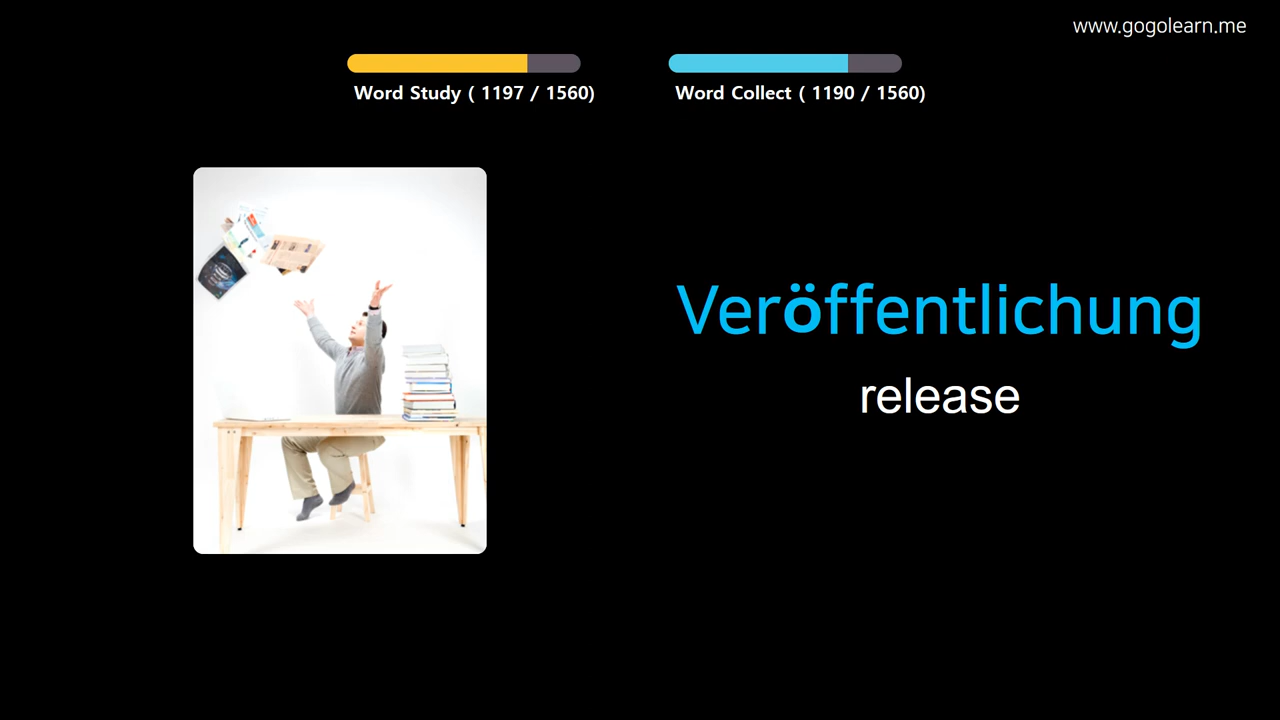 www.gogolearn.me
Word Study ( 1197 / 1560)
Word Collect ( 1190 / 1560)
Veröffentlichung
release